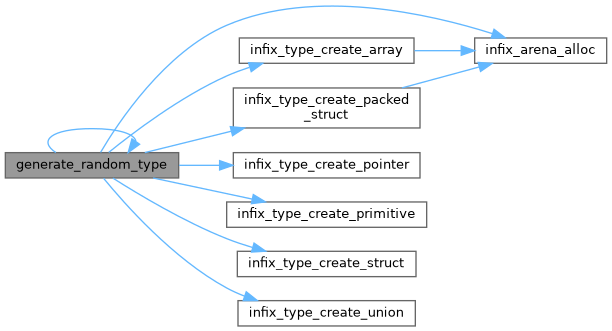 generate_random_type
infix_type_create_array
infix_type_create_packed
_struct
infix_type_create_pointer
infix_type_create_primitive
infix_type_create_struct
infix_type_create_union
infix_arena_alloc